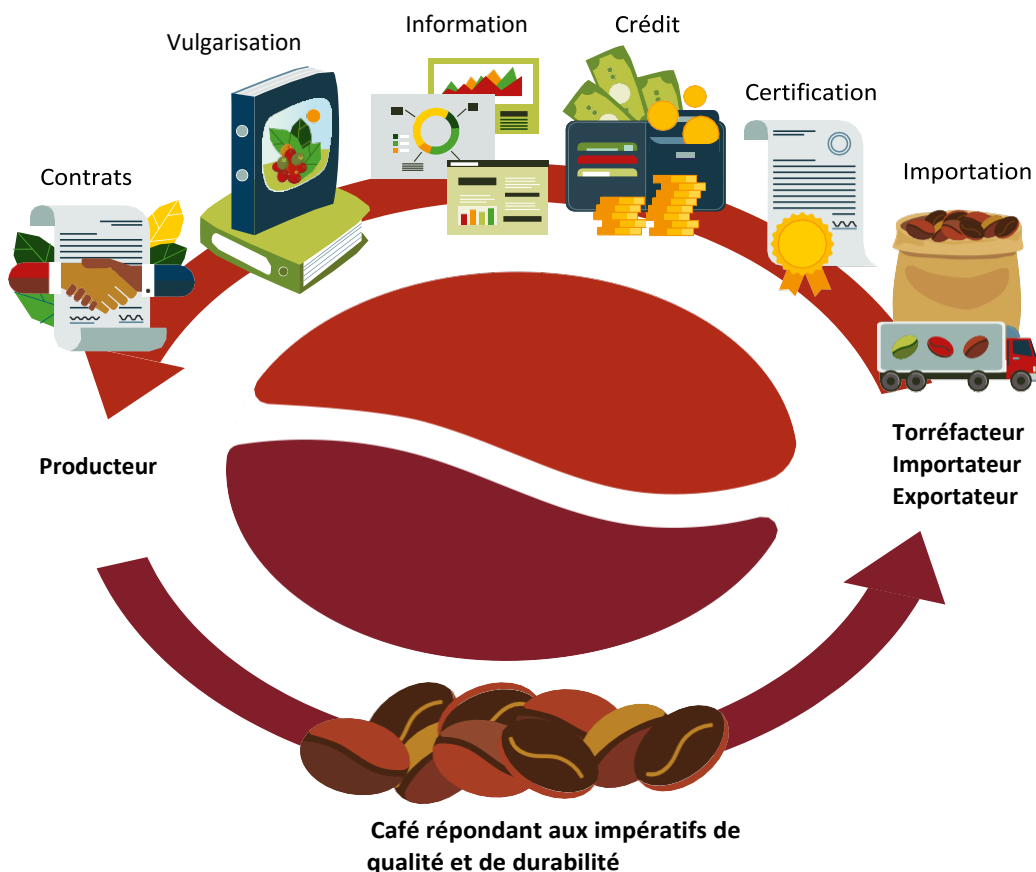 Information
Crédit
Vulgarisation
Certification
Contrats
Importation
Producteur
Torréfacteur
Importateur
Exportateur
Café répondant aux impératifs de
qualité et de durabilité